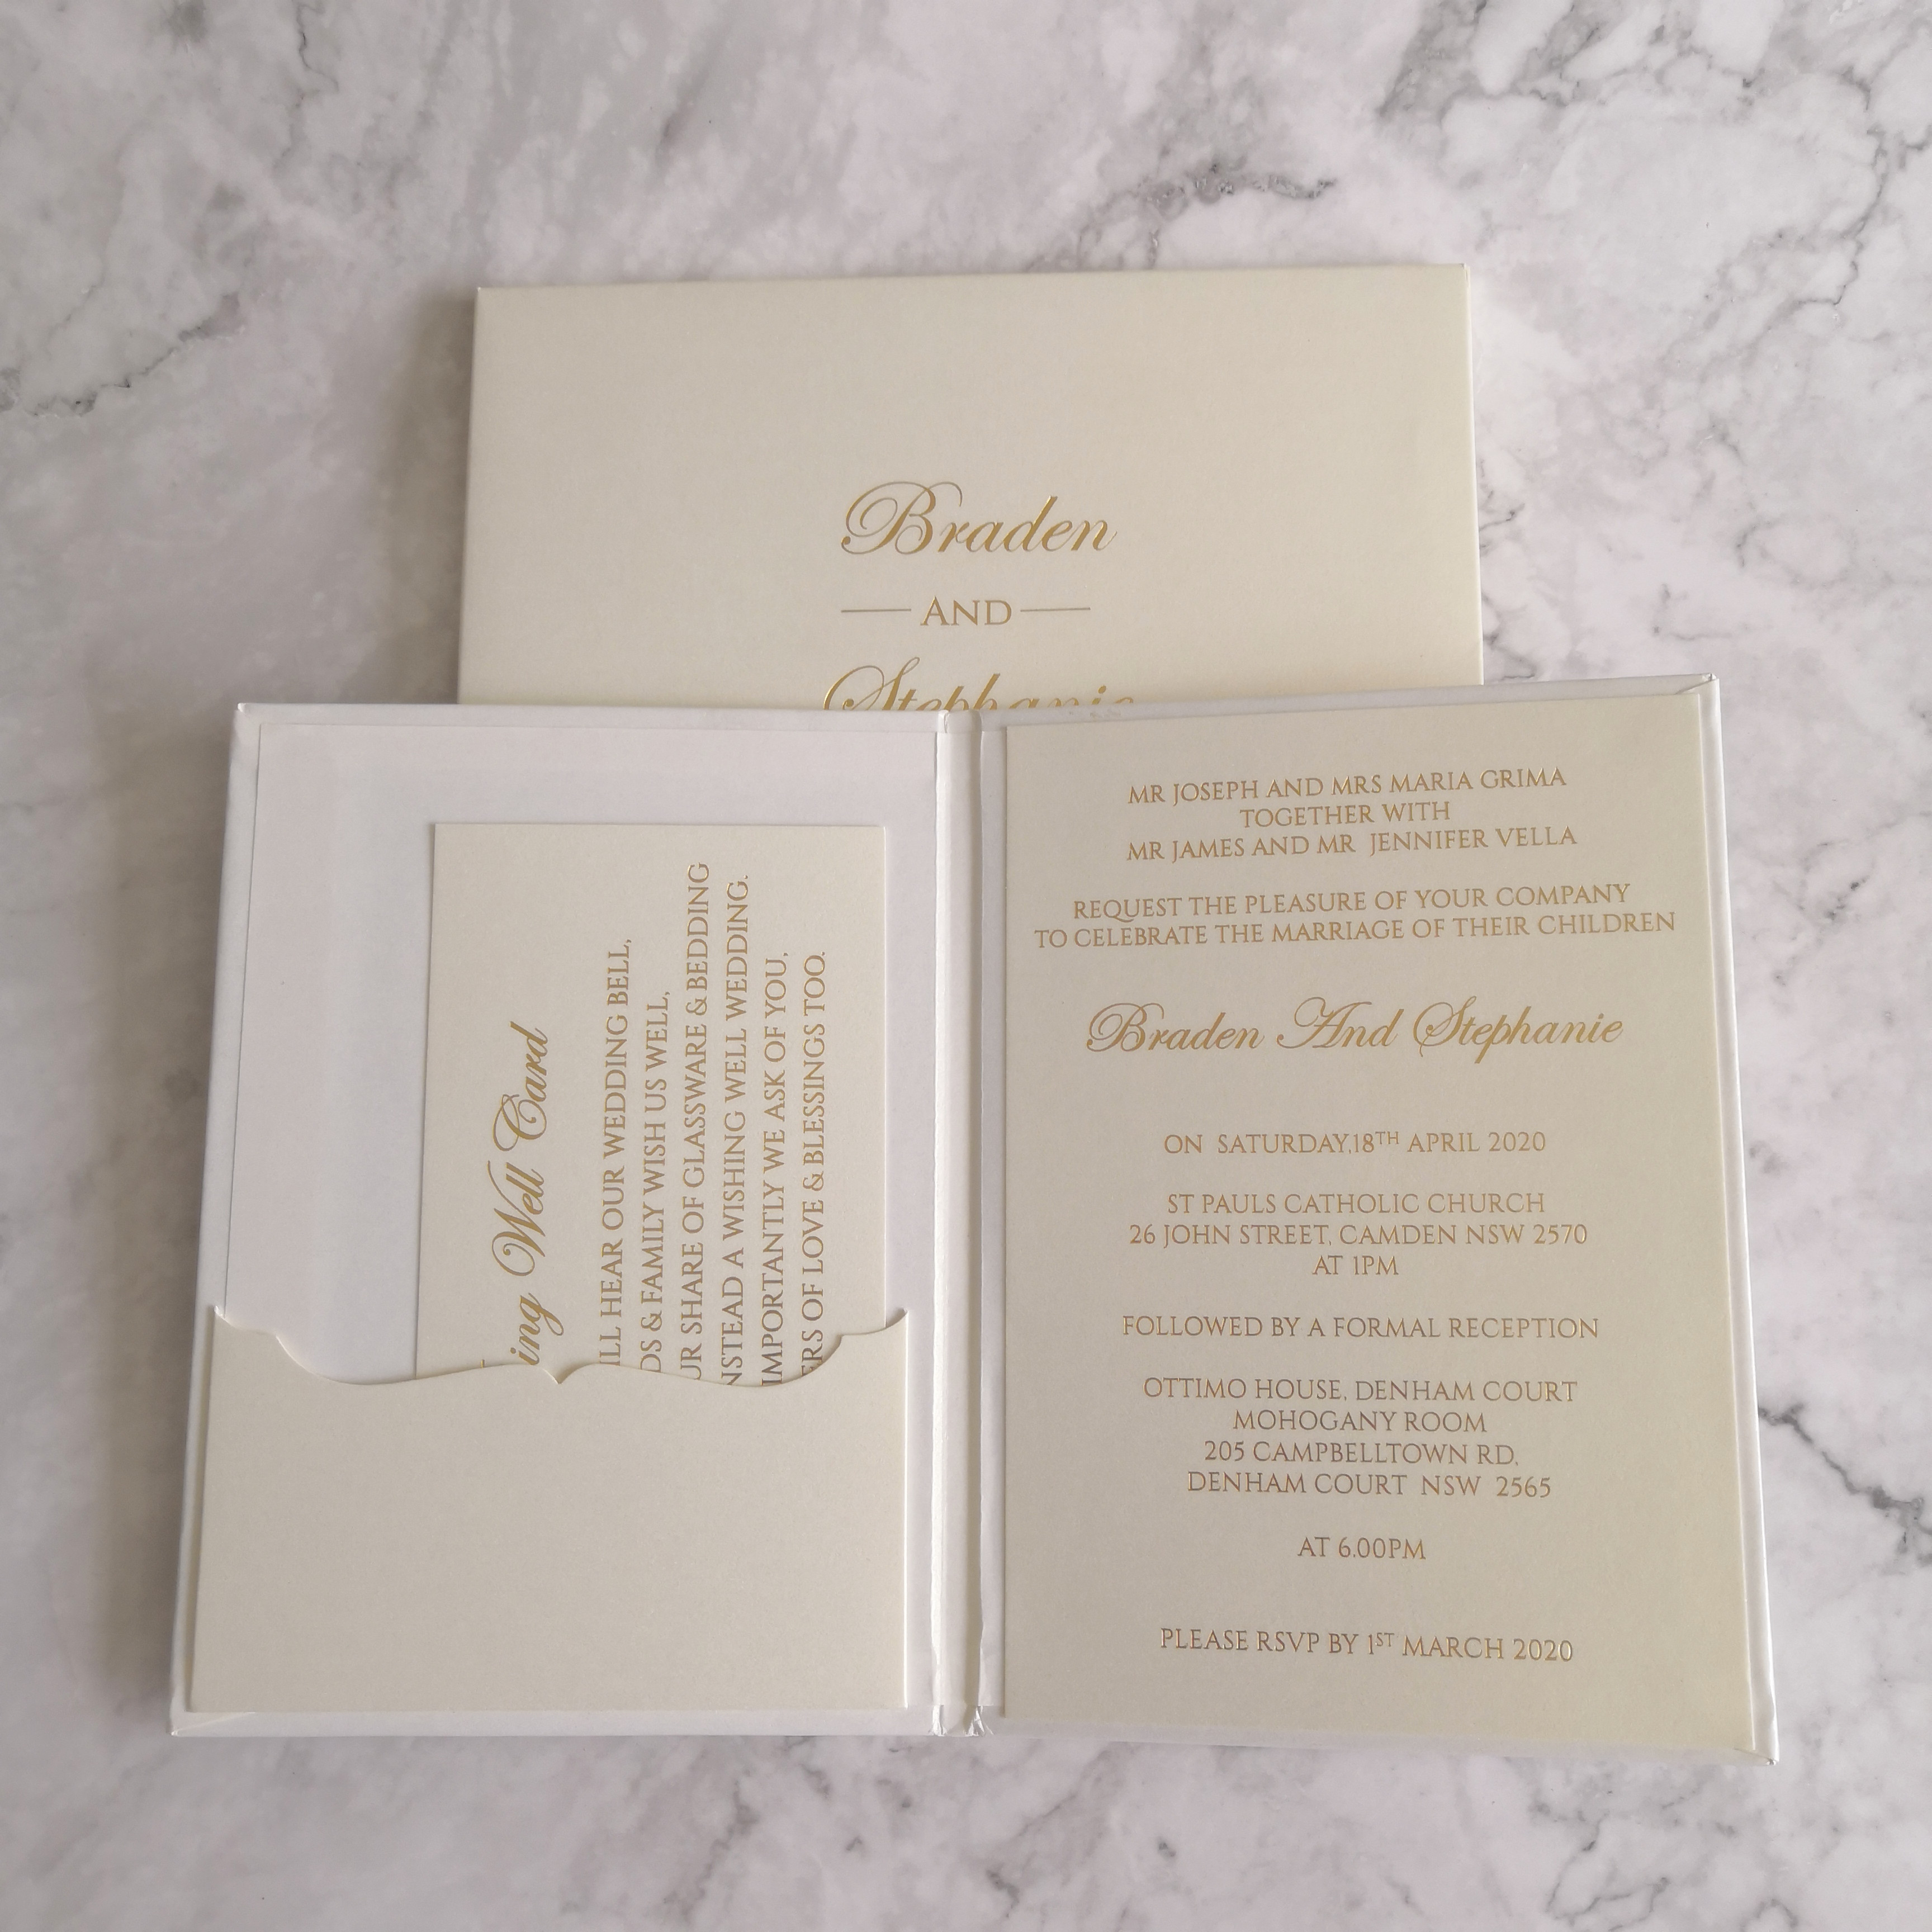 Braden
AND
Stephanie
ing Well Card
HEAR OUR WEDDING BELL,
& FAMILY WISH US WELL,
SHARE OF GLASSWARE & BEDDING
A WISHING WELL WEDDING.
IMPORTANTLY WE ASK OF YOU,
OF LOVE & BLESSINGS TOO.
MR JOSEPH AND MRS MARIA GRIMA
TOGETHER WITH
MR JAMES AND MR JENNIFER VELLA
REQUEST THE PLEASURE OF YOUR COMPANY
TO CELEBRATE THE MARRIAGE OF THEIR CHILDREN
Braden And Stephanie
ON SATURDAY,18TH APRIL 2020
ST PAULS CATHOLIC CHURCH
26 JOHN STREET, CAMDEN NSW 2570
AT 1PM
FOLLOWED BY A FORMAL RECEPTION
OTTIMO HOUSE, DENHAM COURT
MOHOGANY ROOM
205 CAMPBELLTOWN RD,
DENHAM COURT NSW 2565
AT 6.00PM
PLEASE RSVP BY 1ST MARCH 2020